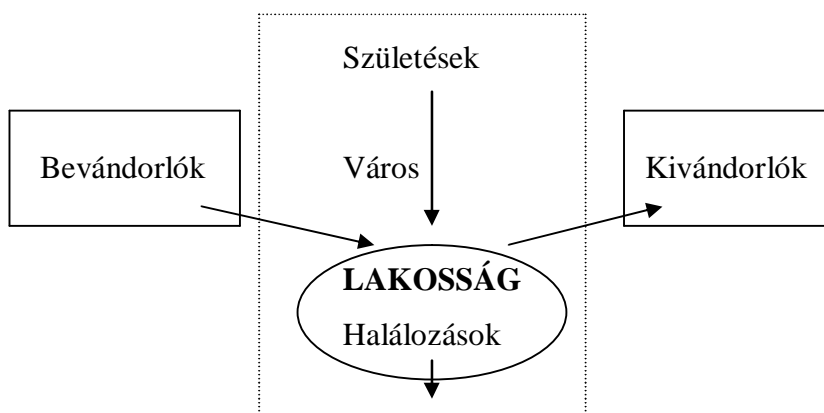 Születések
Bevándorlók
Város
Kivándorlók
LAKOSSÁG
Halálozások